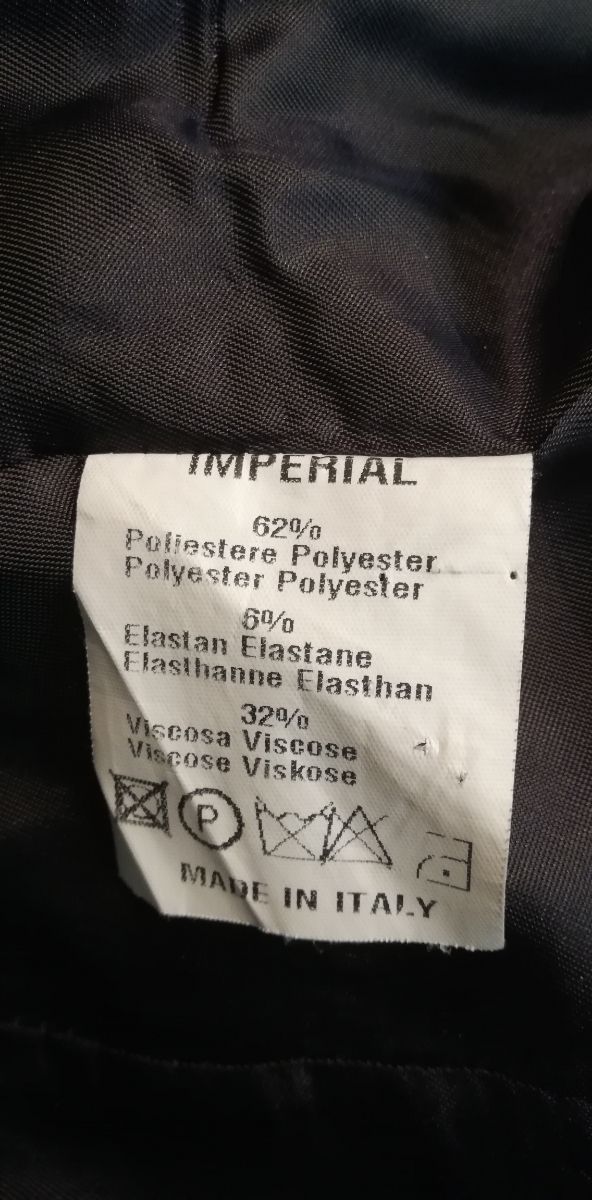 IMPERIAL
62%
Poliestere Polyester
Polyester Polyester
6%
Elastan Elastane
Elasthanne Elasthan
32%
Viscosa Viscose
Viscose Viskose
P
MADE IN ITALY